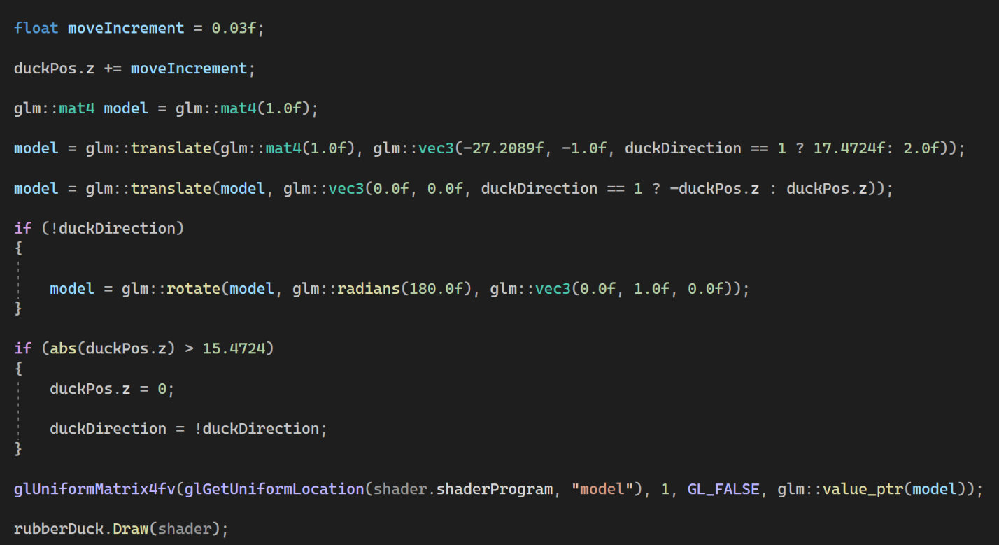 float moveIncrement = 0.03f;
duckPos.z += moveIncrement;
glm::mat4 model = glm::mat4(1.0f);
model = glm::translate(glm::mat4(1.0f), glm::vec3(-27.2089f, -1.0f, duckDirection == 1 ? 17.4724f: 2.0f));
model = glm::translate(model, glm::vec3(0.0f, 0.0f, duckDirection == 1 ? -duckPos.z : duckPos.z));
if (!duckDirection)
{
    model = glm::rotate(model, glm::radians(180.0f), glm::vec3(0.0f, 1.0f, 0.0f));
}
if (abs(duckPos.z) > 15.4724)
{
    duckPos.z = 0;
    duckDirection = !duckDirection;
}
glUniformMatrix4fv(glGetUniformLocation(shader.shaderProgram, "model"), 1, GL_FALSE, glm::value_ptr(model));
rubberDuck.Draw(shader);